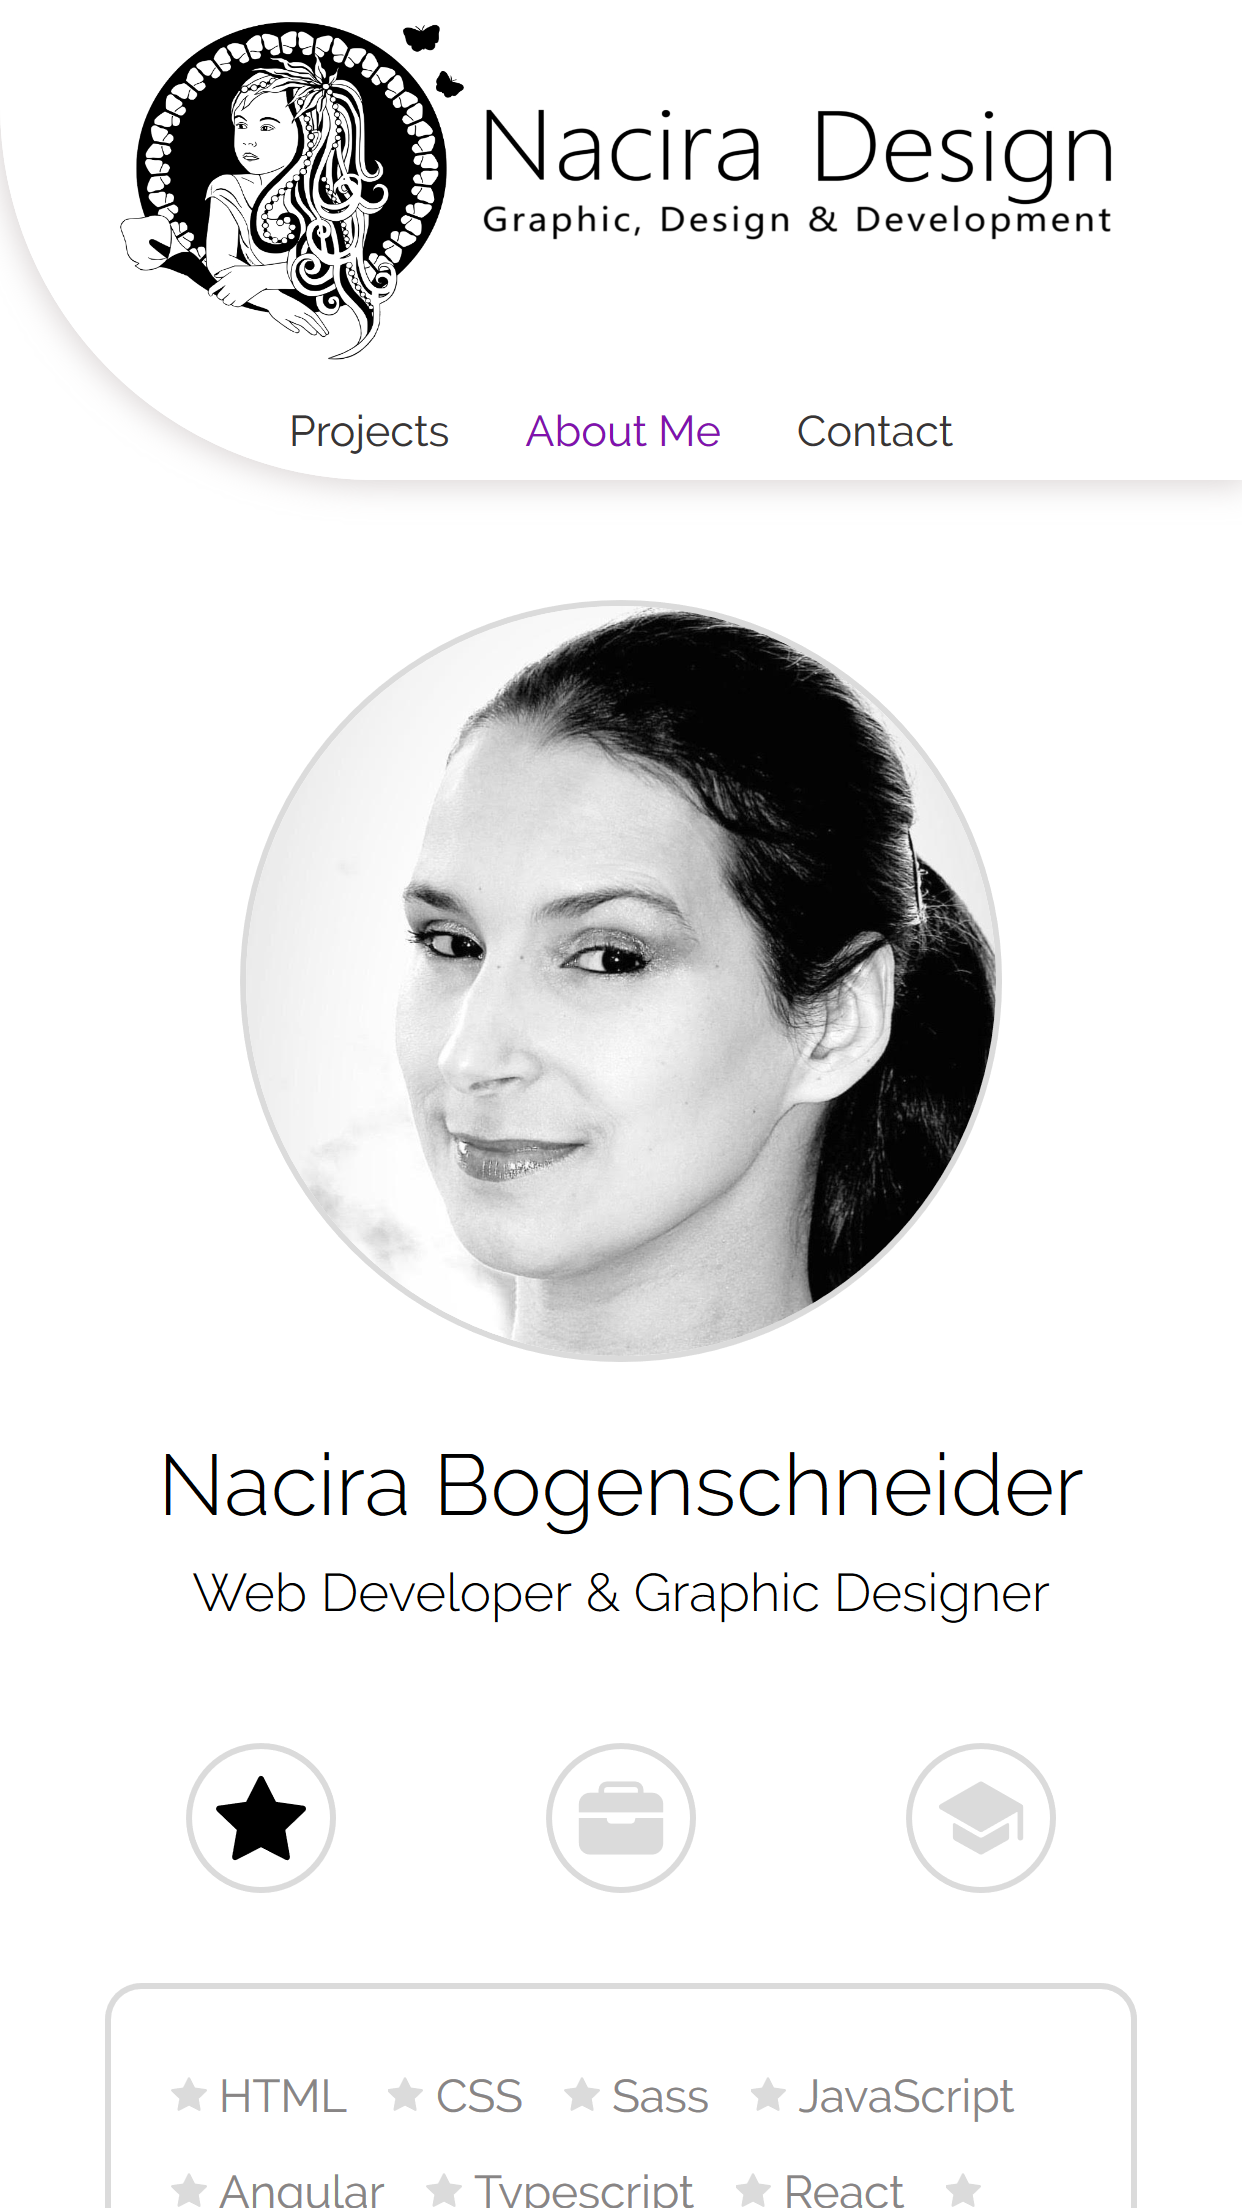 Nacira Design
Graphic, Design & Development
Projects About Me Contact
Nacira Bogenschneider
Web Developer & Graphic Designer
HTML CSS Sass JavaScript
Angular Typescript React